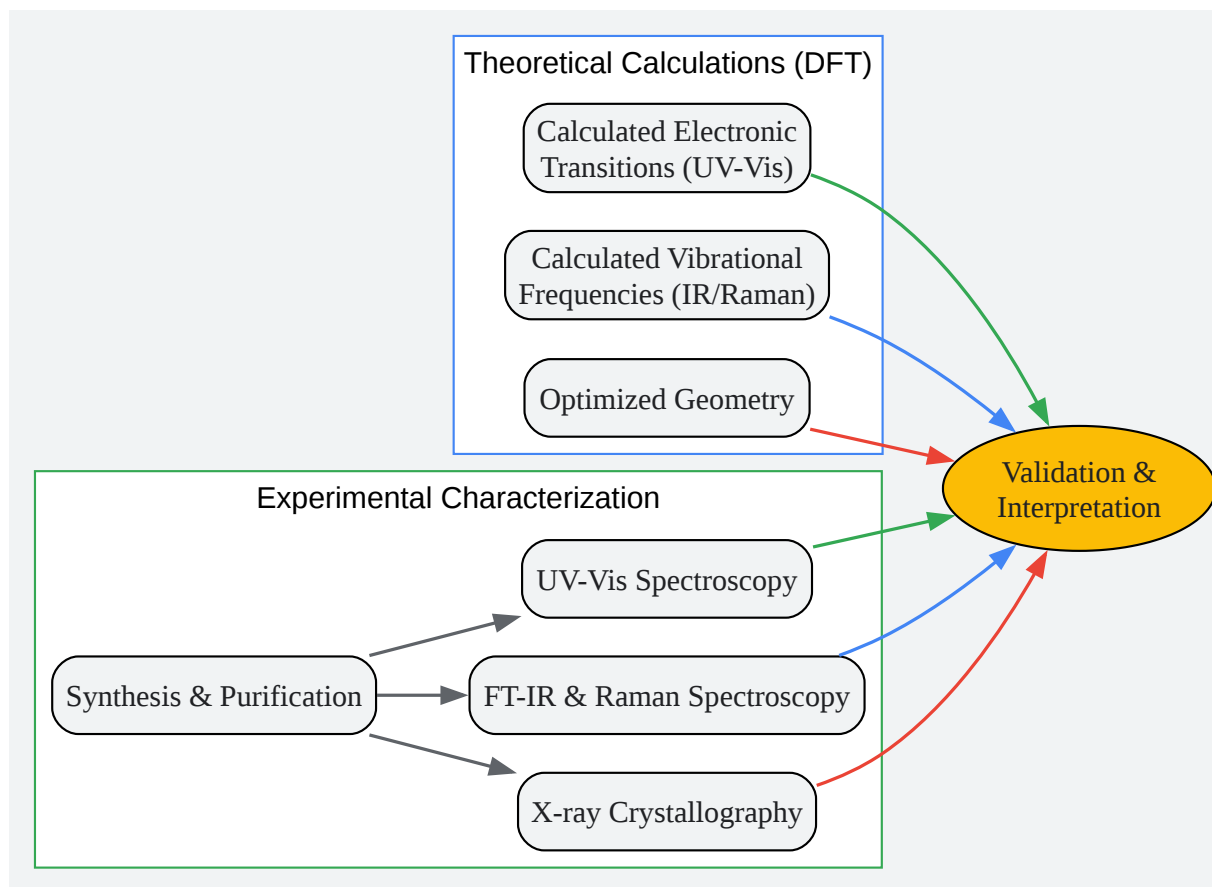 Theoretical Calculations (DFT)
Calculated Electronic
Transitions (UV-Vis)
Calculated Vibrational
Frequencies (IR/Raman)
Optimized Geometry
Validation &
Interpretation
Experimental Characterization
UV-Vis Spectroscopy
Synthesis & Purification
FT-IR & Raman Spectroscopy
X-ray Crystallography